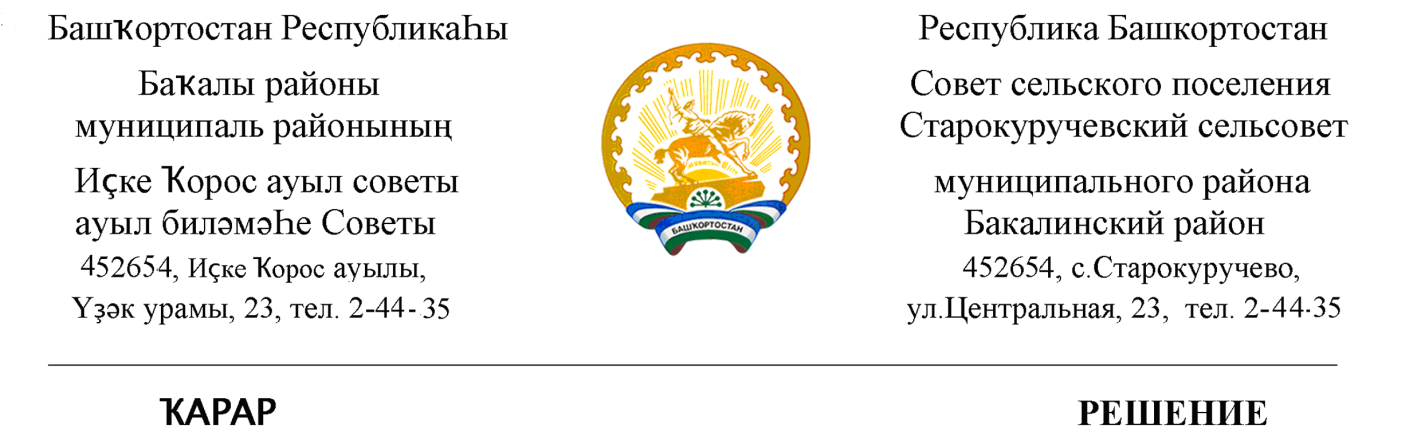 Башҡортостан Республикаһы
Баҡалы районы
муниципаль районының
Иҫке Ҡорос ауыл советы
ауыл биләмәһе Советы
452654, Иҫке Ҡорос ауылы,
Үҙәк урамы, 23, тел. 2-44-35
ҠАРАР
БАШҠОРТОСТАН
Республика Башкортостан
Совет сельского поселения
Старокуручевский сельсовет
муниципального района
Бакалинский район
452654, с.Старокуручево,
ул.Центральная, 23, тел. 2-44-35
РЕШЕНИЕ